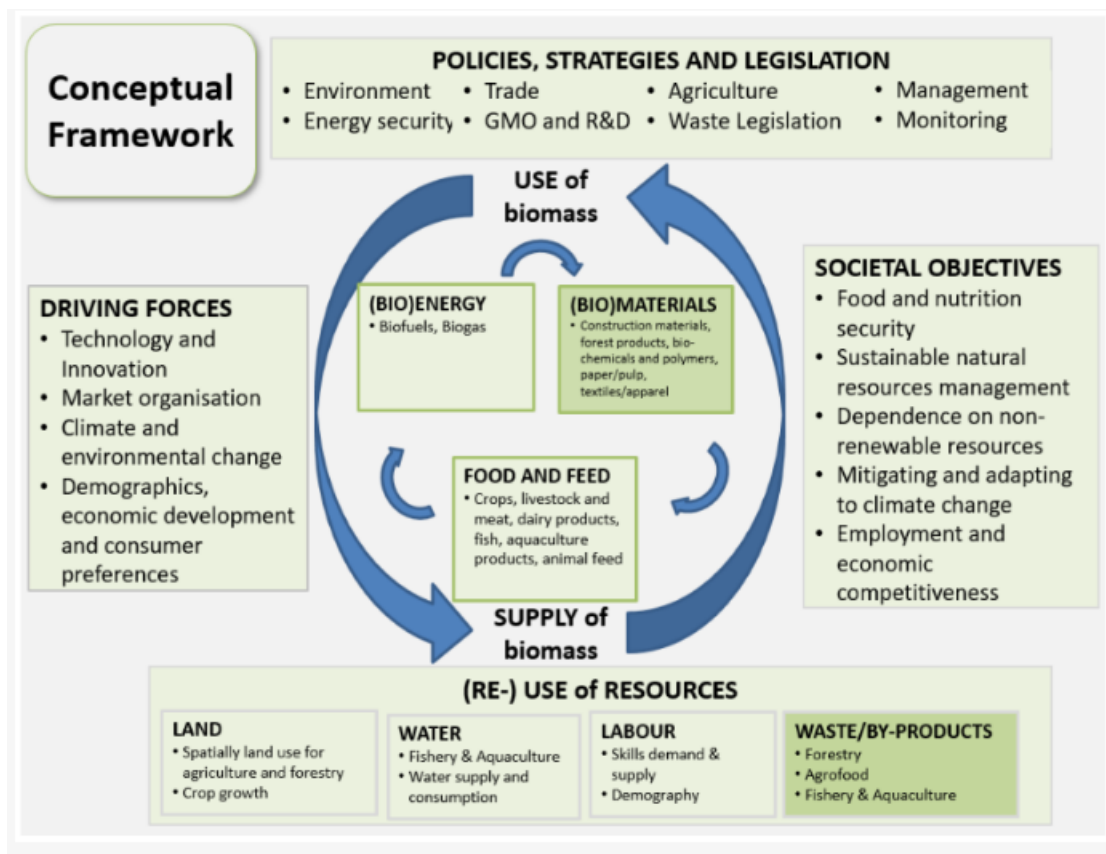 Conceptual
Framework
POLICIES, STRATEGIES AND LEGISLATION
• Environment • Trade • Agriculture • Management
• Energy security • GMO and R&D • Waste Legislation • Monitoring
USE of
biomass
DRIVING FORCES
• Technology and
Innovation
• Market organisation
• Climate and
environmental change
• Demographics,
economic development
and consumer
preferences
(BIO)ENERGY
• Biofuels, Biogas
(BIO)MATERIALS
• Construction materials,
forest products, bio-
chemicals and polymers,
paper/pulp,
textiles/apparel
FOOD AND FEED
• Crops, livestock and
meat, dairy products,
fish, aquaculture
products, animal feed
SOCIETAL OBJECTIVES
• Food and nutrition
security
• Sustainable natural
resources management
• Dependence on non-
renewable resources
• Mitigating and adapting
to climate change
• Employment and
economic
competitiveness
SUPPLY of
biomass
(RE-) USE of RESOURCES
LAND
• Spatially land use for
agriculture and forestry
• Crop growth
WATER
• Fishery & Aquaculture
• Water supply and
consumption
LABOUR
• Skills demand &
supply
• Demography
WASTE/BY-PRODUCTS
• Forestry
• Agrofood
• Fishery & Aquaculture